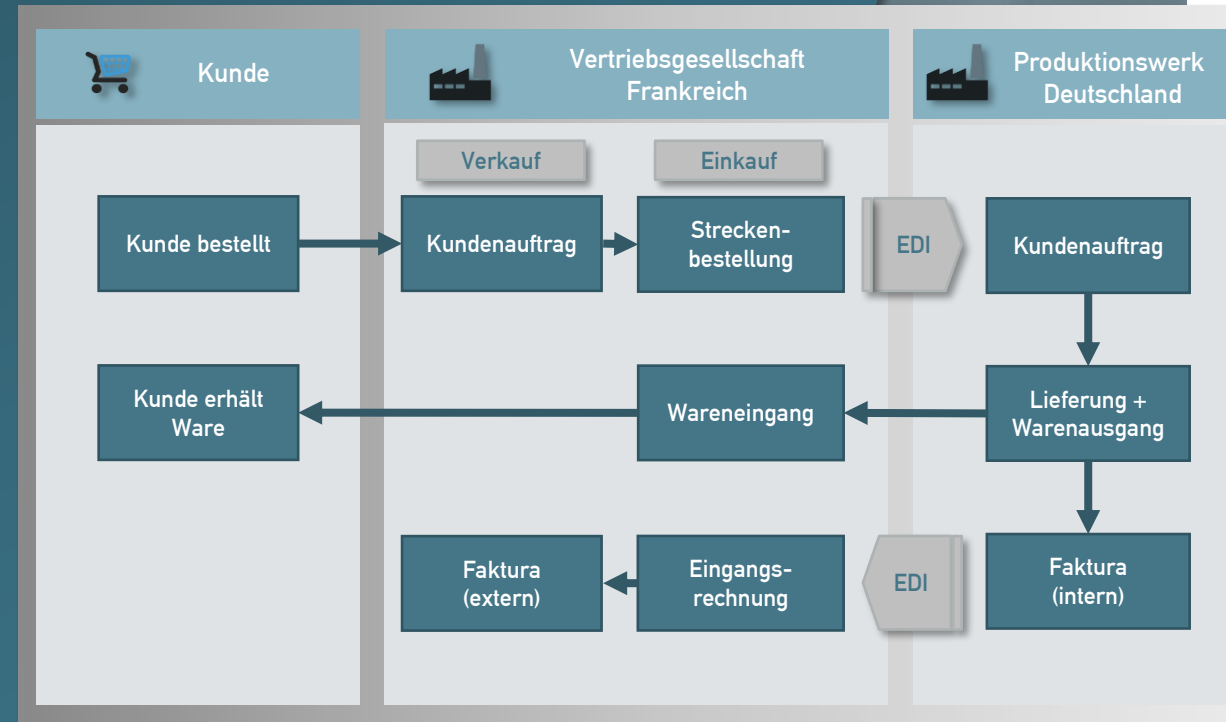 Kunde
Vertriebsgesellschaft
Frankreich
Produktionswerk
Deutschland
Verkauf
Einkauf
Kunde bestellt
Kundenauftrag
Strecken-
bestellung
EDI
Kundenauftrag
Kunde erhält
Ware
Wareneingang
Lieferung +
Warenausgang
Faktura
(extern)
Eingangs-
rechnung
EDI
Faktura
(intern)